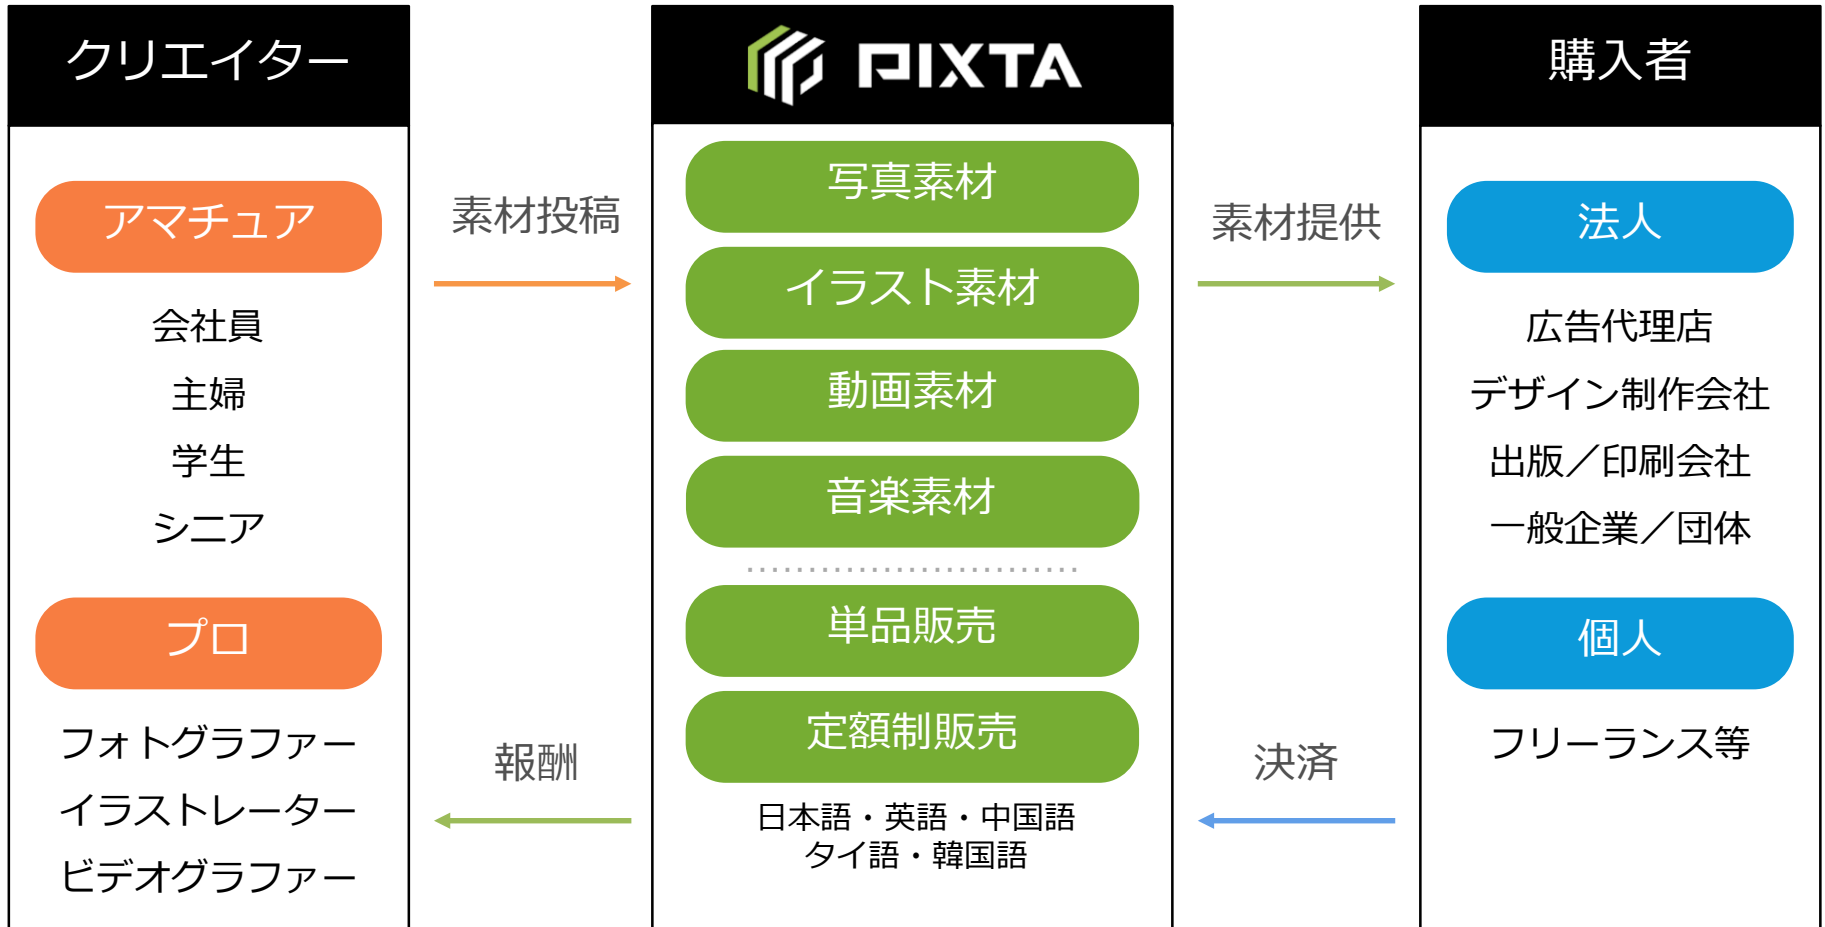 クリエイター
アマチュア
会社員
主婦
学生
シニア
プロ
フォトグラファー
イラストレーター
ビデオグラファー
素材投稿
報酬
PIXTA
写真素材
イラスト素材
動画素材
音楽素材
単品販売
定額制販売
日本語・英語・中国語
タイ語・韓国語
素材提供
決済
購入者
法人
広告代理店
デザイン制作会社
出版／印刷会社
一般企業／団体
個人
フリーランス等